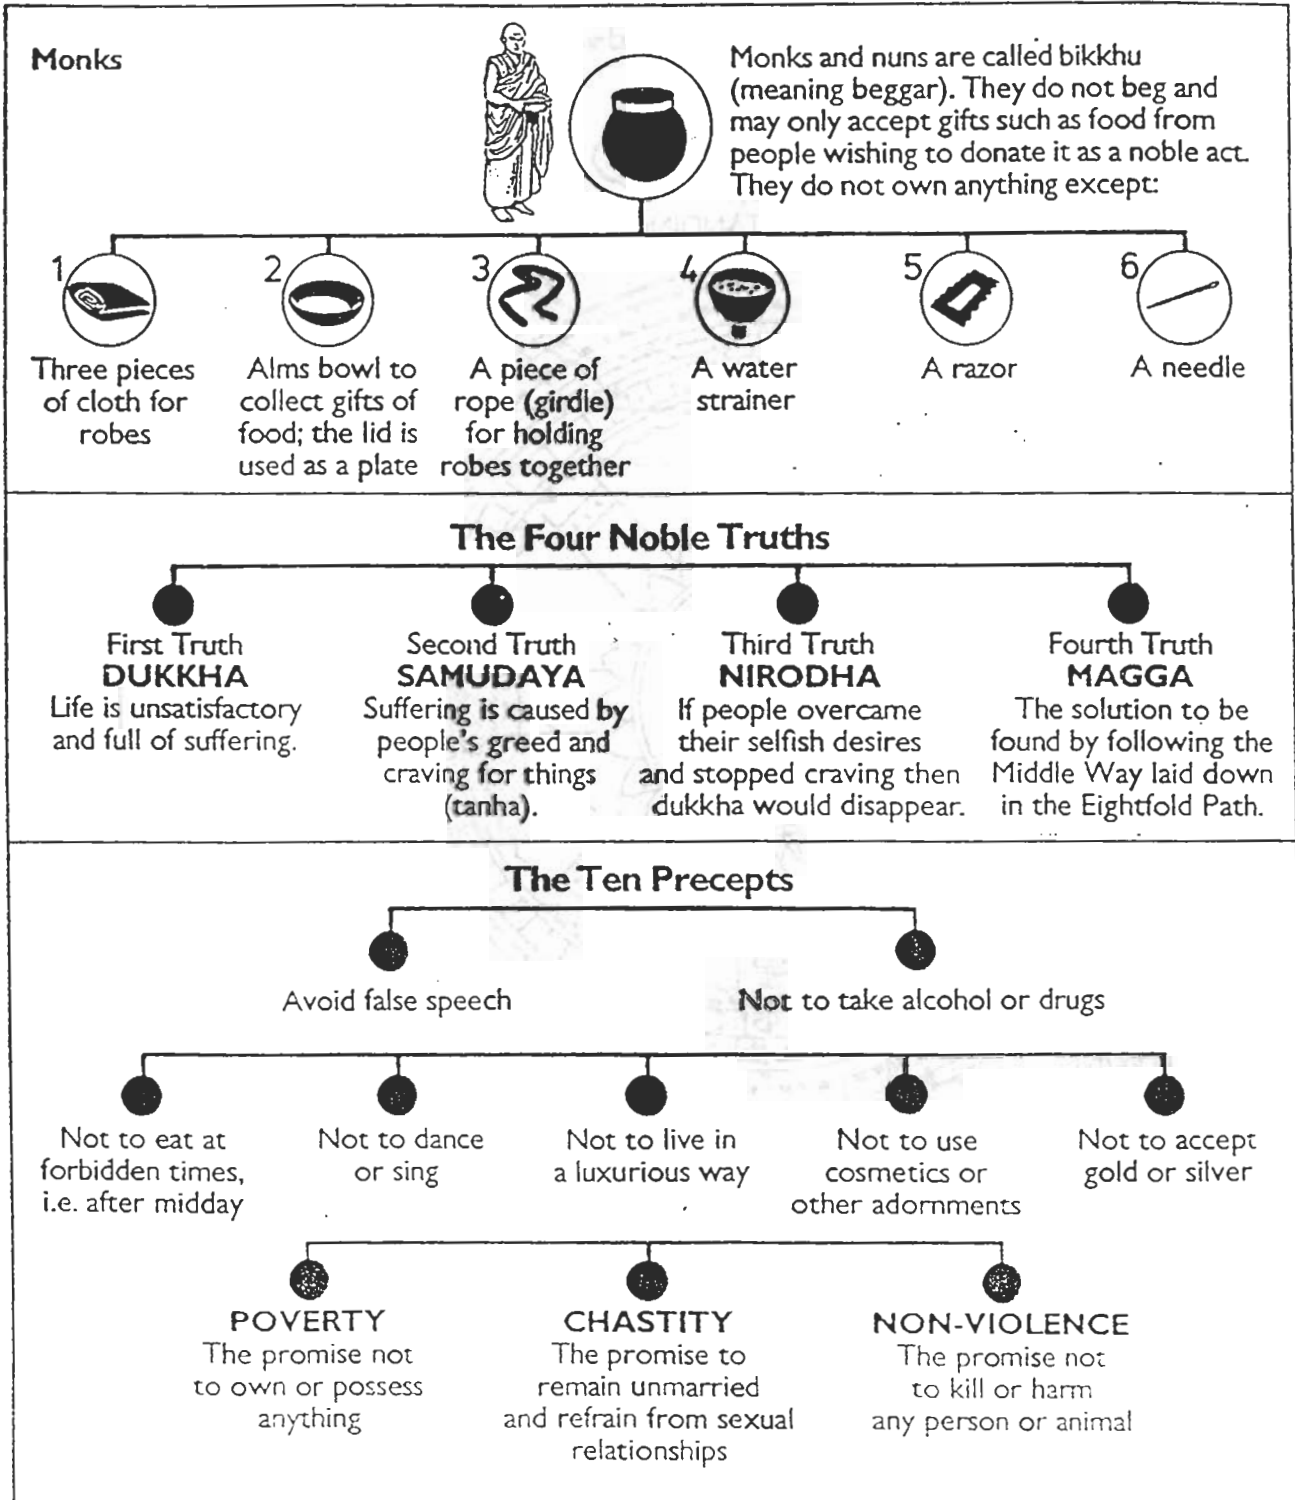 Monks
Monks and nuns are called bikkhu
(meaning beggar). They do not beg and
may only accept gifts such as food from
people wishing to donate it as a noble act.
They do not own anything except:
1
Three pieces
of cloth for
robes
2
Alms bowl to
collect gifts of
food; the lid is
used as a plate
3
A piece of
rope (girdle)
for holding
robes together
4
A water
strainer
5
A razor
6
A needle
The Four Noble Truths
First Truth
DUKKHA
Life is unsatisfactory
and full of suffering.
Second Truth
SAMUDAYA
Suffering is caused by
people's greed and
craving for things
(tanha).
Third Truth
NIRODHA
If people overcame
their selfish desires
and stopped craving then
dukkha would disappear.
Fourth Truth
MAGGA
The solution to be
found by following the
Middle Way laid down
in the Eightfold Path.
The Ten Precepts
Avoid false speech
Not to take alcohol or drugs
Not to eat at
forbidden times,
i.e. after midday
Not to dance
or sing
Not to live in
a luxurious way
Not to use
cosmetics or
other adornments
Not to accept
gold or silver
POVERTY
The promise not
to own or possess
anything
CHASTITY
The promise to
remain unmarried
and refrain from sexual
relationships
NON-VIOLENCE
The promise not
to kill or harm
any person or animal